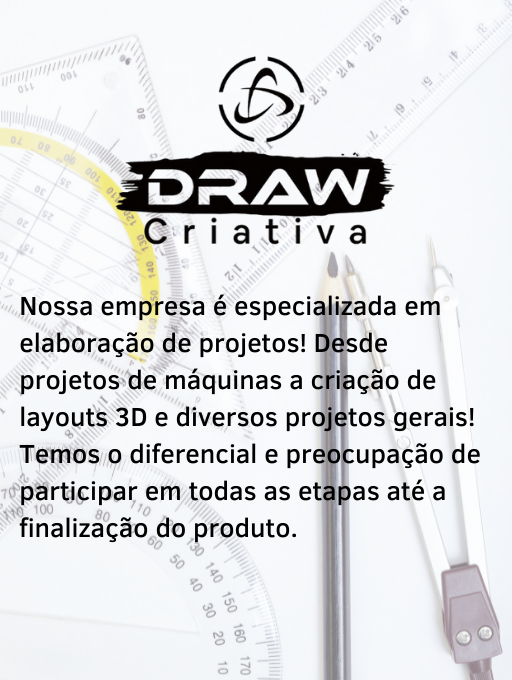 DRAW
Criativa
Nossa empresa é especializada em
elaboração de projetos! Desde
projetos de máquinas a criação de
layouts 3D e diversos projetos gerais!
Temos o diferencial e preocupação de
participar em todas as etapas até a
finalização do produto.